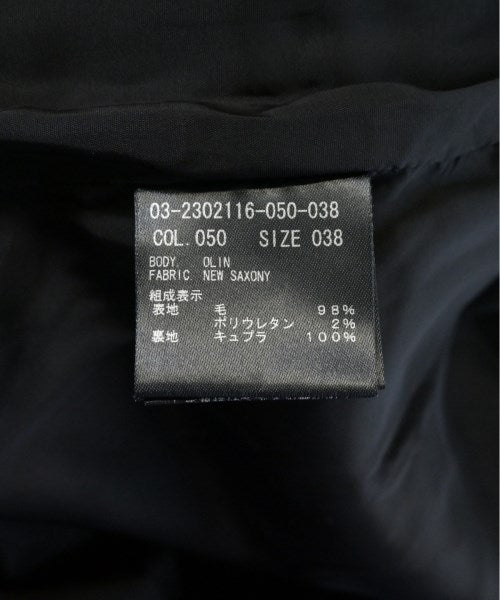 03-2302116-050-038
COL.050 SIZE 038
BODY. OLIN
FABRIC NEW SAXONY
組成表示
表地 毛 98%
ポリウレタン 2%
裏地 キュプラ 100%